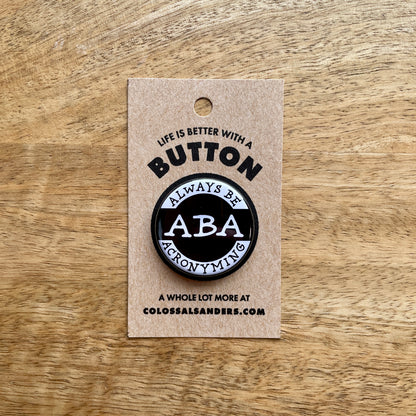 LIFE IS BETTER WITH A
BUTTON
ALWAYS BE
ABA
ACRONYMING
A WHOLE LOT MORE AT
COLOSSALSANDERS.COM